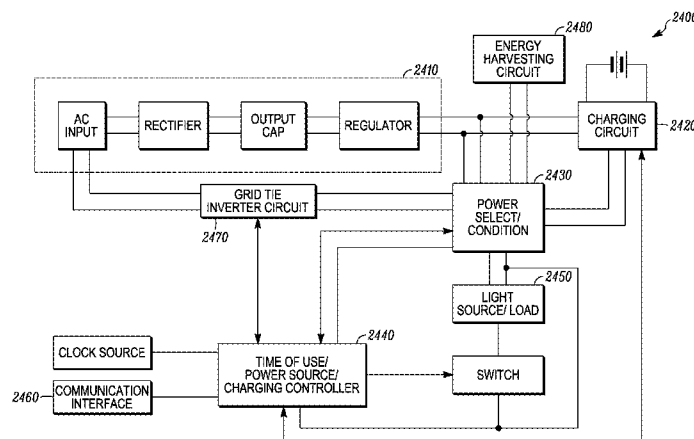 2400
2480
ENERGY
HARVESTING
CIRCUIT
2410
AC
INPUT
RECTIFIER
OUTPUT
CAP
REGULATOR
CHARGING
CIRCUIT
2420
GRID TIE
INVERTER CIRCUIT
2470
2430
POWER
SELECT/
CONDITION
2450
LIGHT
SOURCE/LOAD
2440
CLOCK SOURCE
TIME OF USE/
POWER SOURCE/
CHARGING CONTROLLER
SWITCH
2460
COMMUNICATION
INTERFACE